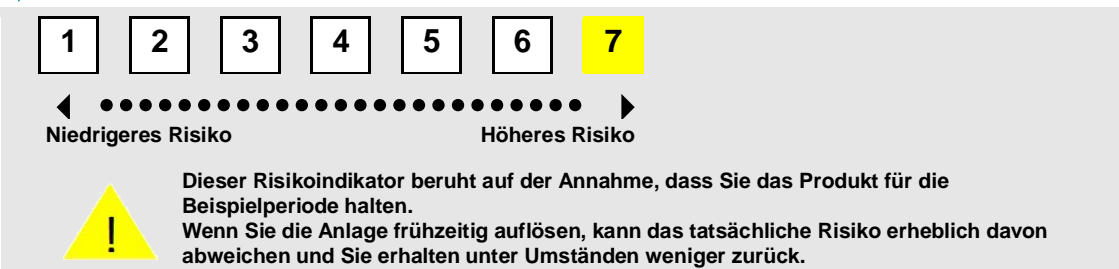 1 2 3 4 5 6 7
Niedrigeres Risiko Höheres Risiko
!
Dieser Risikoindikator beruht auf der Annahme, dass Sie das Produkt für die
Beispielperiode halten.
Wenn Sie die Anlage frühzeitig auflösen, kann das tatsächliche Risiko erheblich davon
abweichen und Sie erhalten unter Umständen weniger zurück.